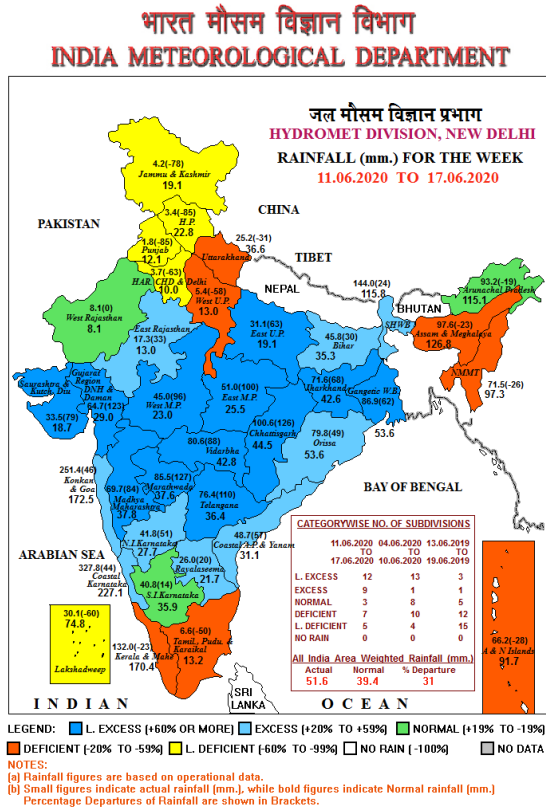 भारत मौसम विज्ञान विभाग
INDIA METEOROLOGICAL DEPARTMENT
जल मौसम विज्ञान प्रभाग
HYDROMET DIVISION, NEW DELHI
RAINFALL (mm.) FOR THE WEEK
11.06.2020 TO 17.06.2020
4.2(-78)
Jammu & Kashmir
19.1
PAKISTAN
CHINA
TIBET
NEPAL
BHUTAN
3.4(-85)
H.P.
22.8
1.8(-85)
Punjab
12.1
25.2(-31)
36.6
Uttarakhand
3.7(-63)
HAR. CHD & Delhi
10.0
5.4(-58)
West U.P.
13.0
144.0(24)
115.8
SHWB
93.2(-19)
Arunachal Pradesh
115.1
8.1(0)
West Rajasthan
8.1
East Rajasthan
17.3(33)
13.0
31.1(63)
East U.P.
19.1
45.8(30)
Bihar
35.3
97.6(-23)
Assam & Meghalaya
126.8
NMMT
71.5(-26)
97.3
Saurashtra &
Kutch, Diu
33.5(79)
18.7
Gujarat
Region
DNH &
Daman
64.7(123)
29.0
45.0(96)
West M.P.
23.0
51.0(100)
East M.P.
25.5
71.6(68)
Jharkhand
42.6
Gangetic W.B.
86.9(62)
53.6
100.6(126)
Chhattisgarh
44.5
79.8(49)
Orissa
53.6
80.6(88)
Vidarbha
42.8
251.4(46)
Konkan
& Goa
172.5
69.7(84)
Madhya
Maharashtra
37.8
85.5(127)
Marathwada
37.6
76.4(110)
Telangana
36.4
BAY OF BENGAL
ARABIAN SEA
41.8(51)
N.I.Karnataka
27.7
48.7(57)
Coastal A.P. & Yanam
31.1
26.0(20)
Rayalaseema
21.7
327.8(44)
Coastal
Karnataka
227.1
40.8(14)
S.I.Karnataka
35.9
30.1(-60)
74.8
Lakshadweep
132.0(-23)
Kerala & Mahe
170.4
6.6(-50)
Tamil., Pudu. &
Karaikal
13.2
66.2(-28)
A & N Islands
91.7
CATEGORYWISE NO. OF SUBDIVISIONS
11.06.2020 04.06.2020 13.06.2019
TO TO TO
17.06.2020 10.06.2020 19.06.2019
L. EXCESS 12 13 3
EXCESS 9 1 1
NORMAL 3 8 5
DEFICIENT 7 10 12
L. DEFICIENT 5 4 15
NO RAIN 0 0 0
All India Area Weighted Rainfall (mm.)
Actual Normal % Departure
51.6 39.4 31
SRI
LANKA
INDIAN OCEAN
LEGEND: L. EXCESS (+60% OR MORE) EXCESS (+20% TO +59%) NORMAL (+19% TO -19%)
DEFICIENT (-20% TO -59%) L. DEFICIENT (-60% TO -99%) NO RAIN (-100%) NO DATA
NOTES:
(a) Rainfall figures are based on operational data.
(b) Small figures indicate actual rainfall (mm.), while bold figures indicate Normal rainfall (mm.)
Percentage Departures of Rainfall are shown in Brackets.